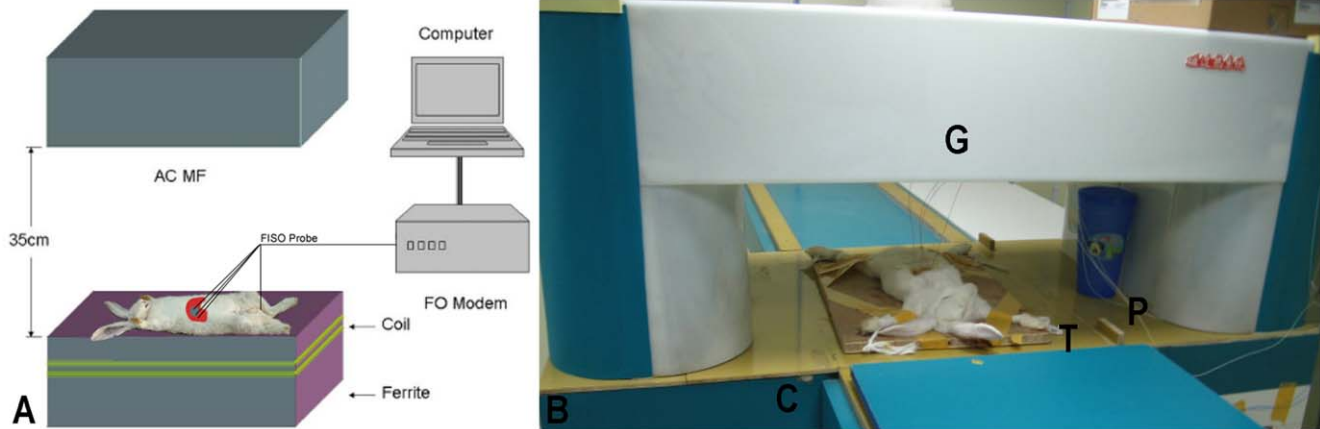 Computer
AC MF
35cm
FISO Probe
FO Modem
Coil
Ferrite
A
G
P
T
C
B